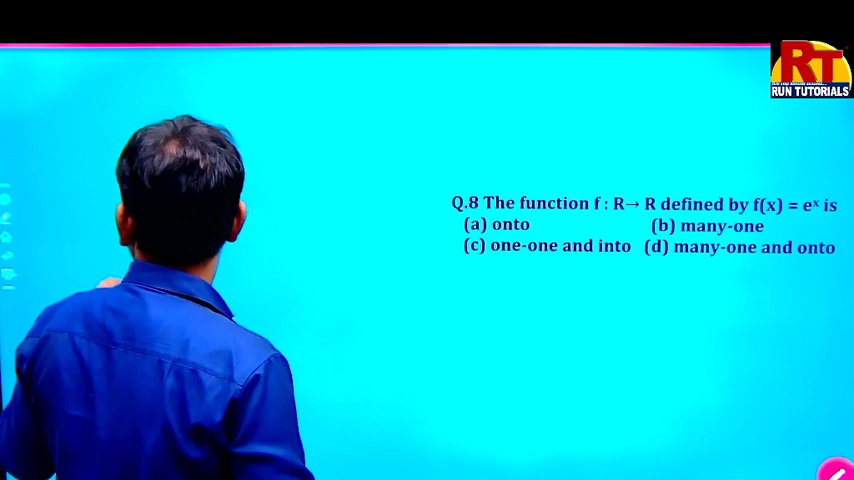 RT
RUN TUTORIALS
Q.8 The function f : R→ R defined by f(x) = eˣ is
(a) onto (b) many-one
(c) one-one and into (d) many-one and onto